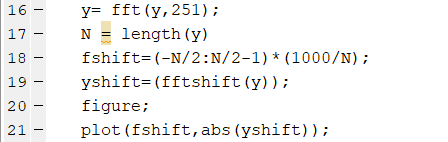 16 - y= fft(y,251);
17 - N = length(y)
18 - fshift=(-N/2:N/2-1)*(1000/N);
19 - yshift=(fftshift(y));
20 - figure;
21 - plot(fshift,abs(yshift));